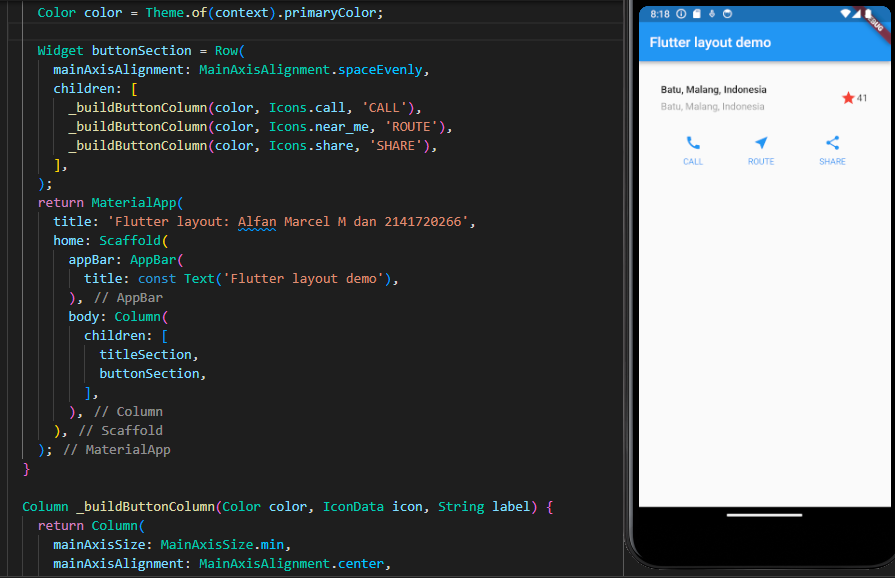 Color color = Theme.of(context).primaryColor;
Widget buttonSection = Row(
mainAxisAlignment: MainAxisAlignment.spaceEvenly,
children: [
_buildButtonColumn(color, Icons.call, 'CALL'),
_buildButtonColumn(color, Icons.near_me, 'ROUTE'),
_buildButtonColumn(color, Icons.share, 'SHARE'),
],
);
return MaterialApp(
title: 'Flutter layout: Alfan Marcel M dan 2141720266',
home: Scaffold(
appBar: AppBar(
title: const Text('Flutter layout demo'),
), // AppBar
body: Column(
children: [
titleSection,
buttonSection,
],
), // Column
), // Scaffold
); // MaterialApp
}
Column _buildButtonColumn(Color color, IconData icon, String label) {
return Column(
mainAxisSize: MainAxisSize.min,
mainAxisAlignment: MainAxisAlignment.center,
8:18
DEBUG
Flutter layout demo
Batu, Malang, Indonesia
Batu, Malang, Indonesia
41
CALL ROUTE SHARE